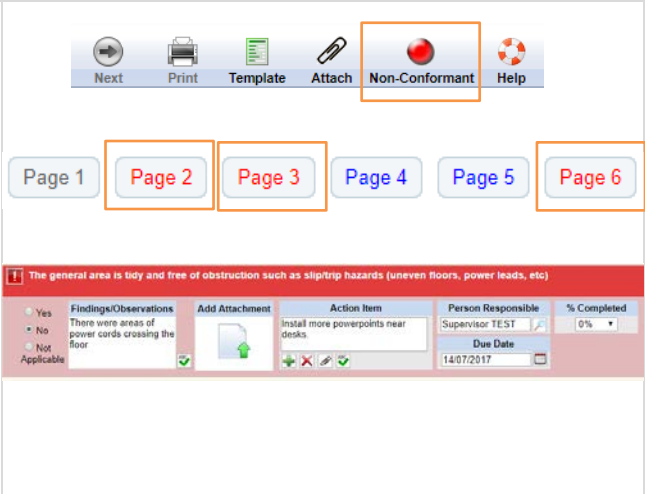 Next Print Template Attach Non-Conformant Help
Page 1 Page 2 Page 3 Page 4 Page 5 Page 6
The general area is tidy and free of obstruction such as slip/trip hazards (uneven floors, power leads, etc)
Findings/Observations Add Attachment Action Item Person Responsible % Completed
Yes
No
Not
Applicable
There were areas of
power cords crossing the
floor
Install more powerpoints near
desks.
Supervisor TEST
Due Date
14/07/2017
0%